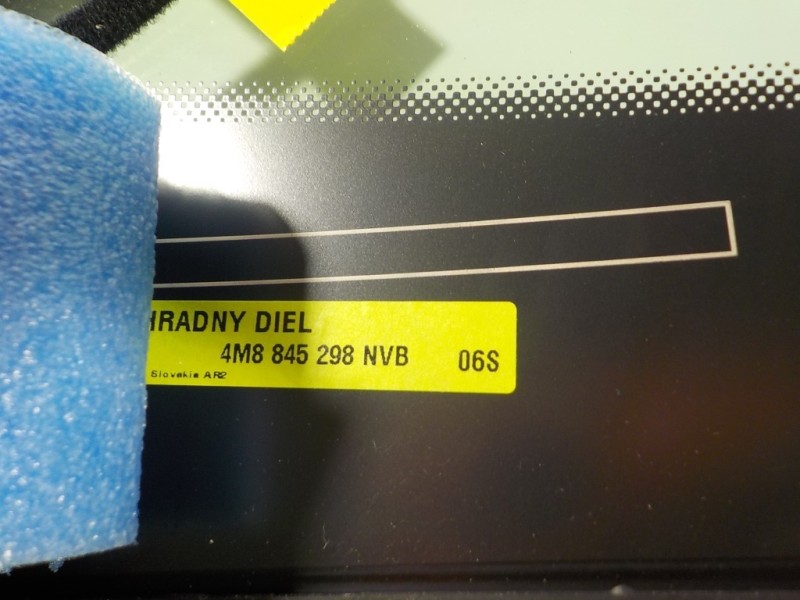 HRADNY DIEL
4M8 845 298 NVB 06S
Slovakia AR2